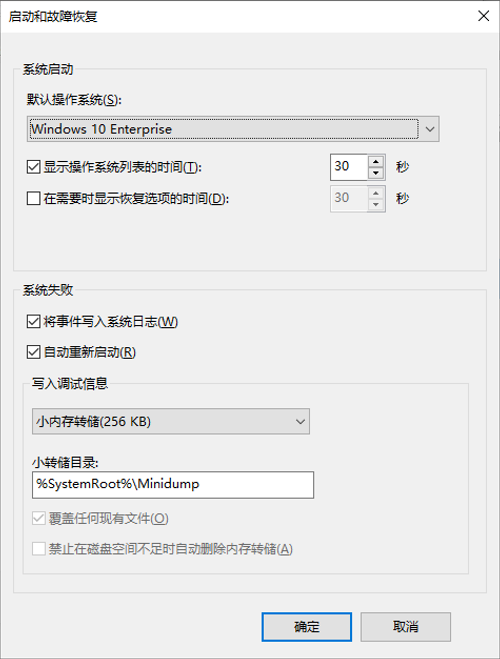 启动和故障恢复
系统启动
默认操作系统(S):
Windows 10 Enterprise
显示操作系统列表的时间(T): 30 秒
在需要时显示恢复选项的时间(D): 30 秒
系统失败
将事件写入系统日志(W)
自动重新启动(R)
写入调试信息
小内存转储(256 KB)
小转储目录:
%SystemRoot%\Minidump
覆盖任何现有文件(O)
禁止在磁盘空间不足时自动删除内存转储(A)
确定 取消